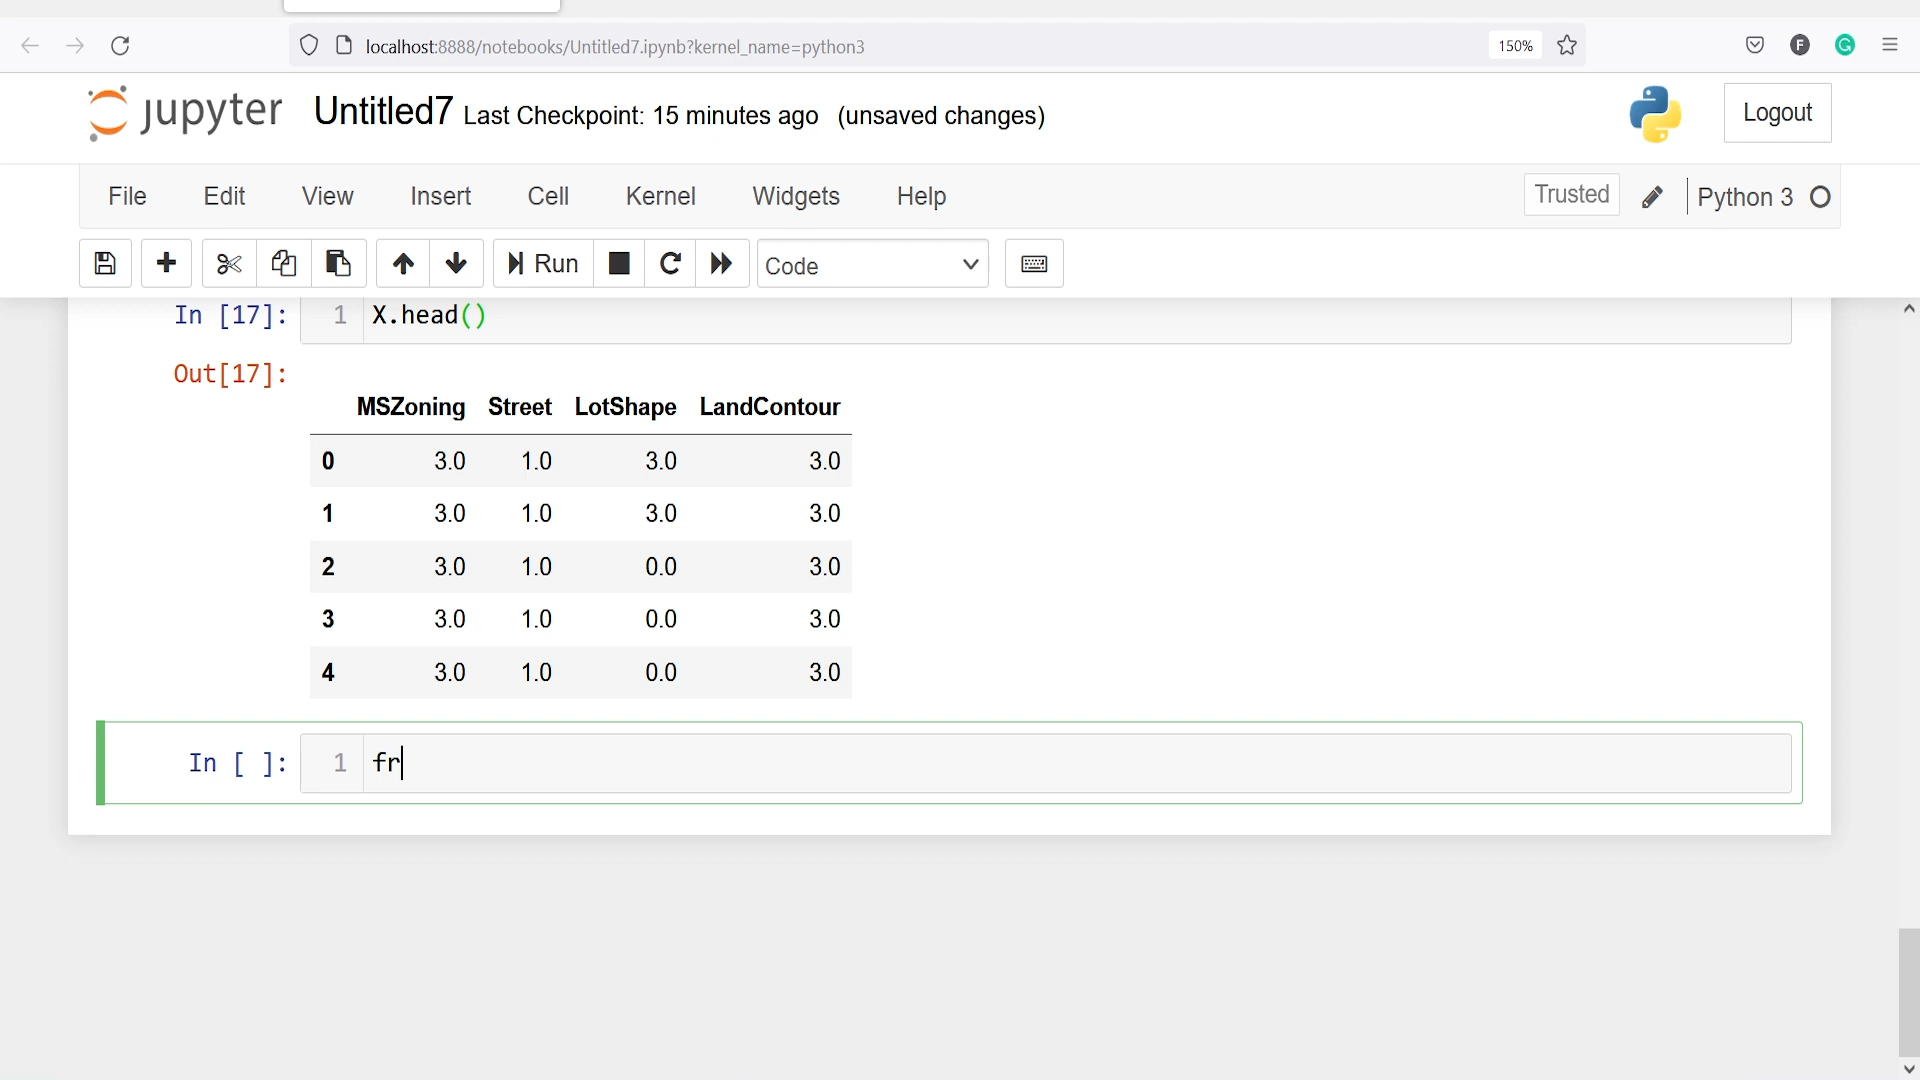 localhost:8888/notebooks/Untitled7.ipynb?kernel_name=python3 150% F G
jupyter Untitled7 Last Checkpoint: 15 minutes ago (unsaved changes) Logout
File Edit View Insert Cell Kernel Widgets Help Trusted Python 3
Run Code
In [17]: 1 X.head()
Out[17]:
MSZoning Street LotShape LandContour
0 3.0 1.0 3.0 3.0
1 3.0 1.0 3.0 3.0
2 3.0 1.0 0.0 3.0
3 3.0 1.0 0.0 3.0
4 3.0 1.0 0.0 3.0
In [ ]: 1 fr